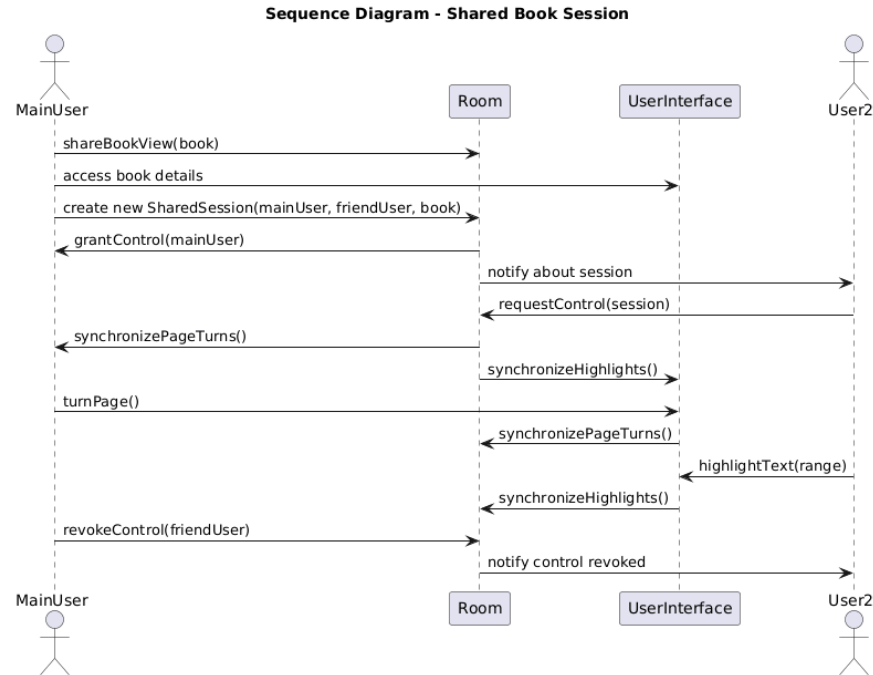 Sequence Diagram - Shared Book Session
MainUser
Room
UserInterface
User2
shareBookView(book)
access book details
create new SharedSession(mainUser, friendUser, book)
grantControl(mainUser)
notify about session
requestControl(session)
synchronizePageTurns()
synchronizeHighlights()
turnPage()
synchronizePageTurns()
highlightText(range)
synchronizeHighlights()
revokeControl(friendUser)
notify control revoked
MainUser
Room
UserInterface
User2